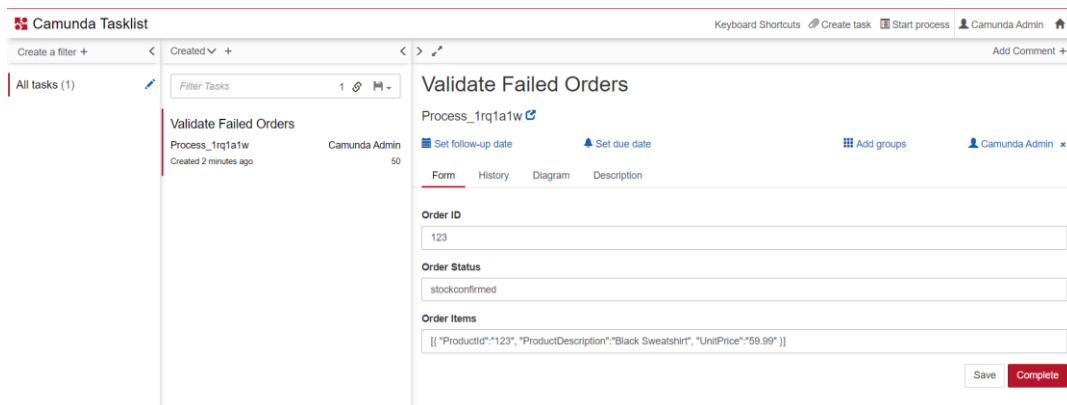 Camunda Tasklist
Keyboard Shortcuts Create task Start process Camunda Admin
Create a filter +
Created +
Add Comment +
All tasks (1)
Filter Tasks 1
Validate Failed Orders
Process_1rq1a1w Camunda Admin
Created 2 minutes ago 50
Validate Failed Orders
Process_1rq1a1w
Set follow-up date Set due date Add groups Camunda Admin ×
Form History Diagram Description
Order ID
123
Order Status
stockconfirmed
Order Items
[{ "ProductId":"123", "ProductDescription":"Black Sweatshirt", "UnitPrice":"59.99" }]
Save Complete